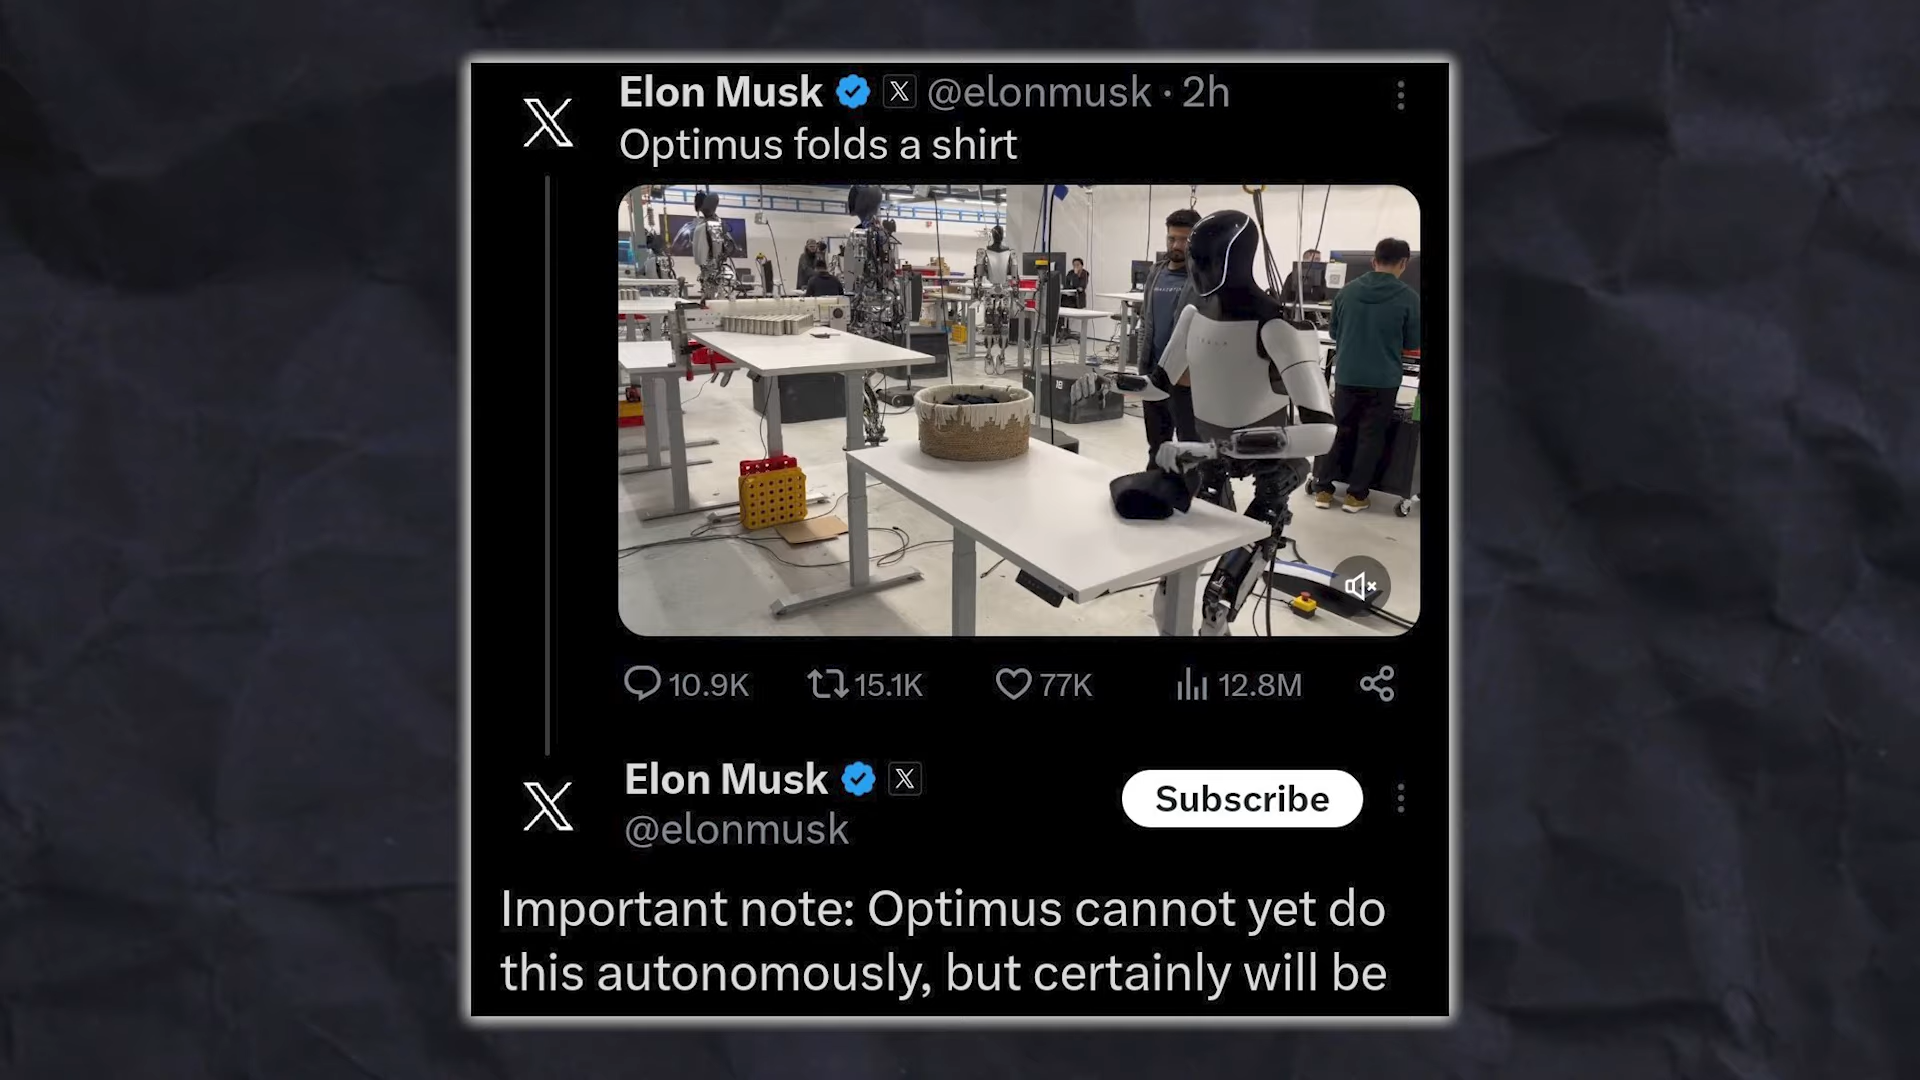 Elon Musk @elonmusk · 2h
Optimus folds a shirt
10.9K 15.1K 77K 12.8M
Elon Musk
@elonmusk
Subscribe
Important note: Optimus cannot yet do
this autonomously, but certainly will be